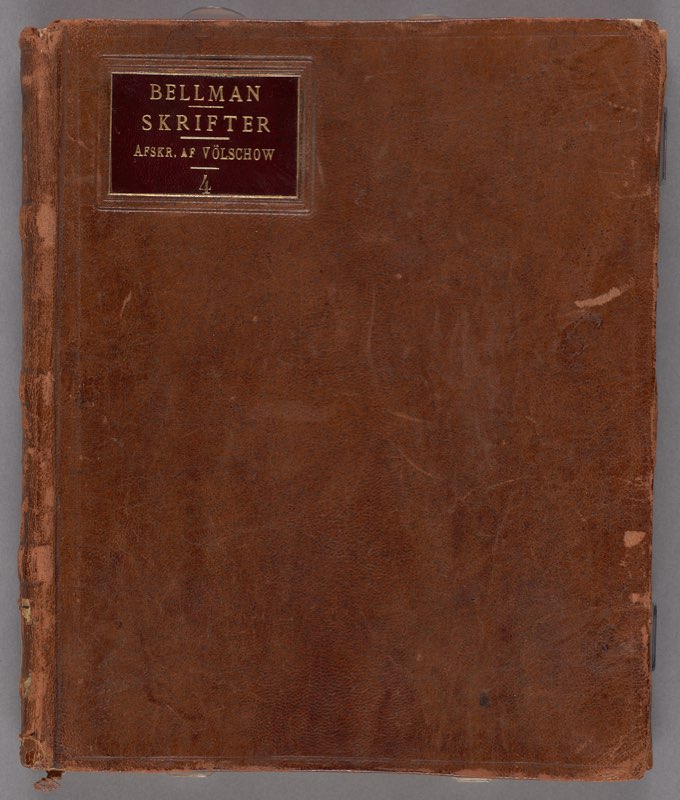 BELLMAN
SKRIFTER
AFSKR. AF VÖLSCHOW
4